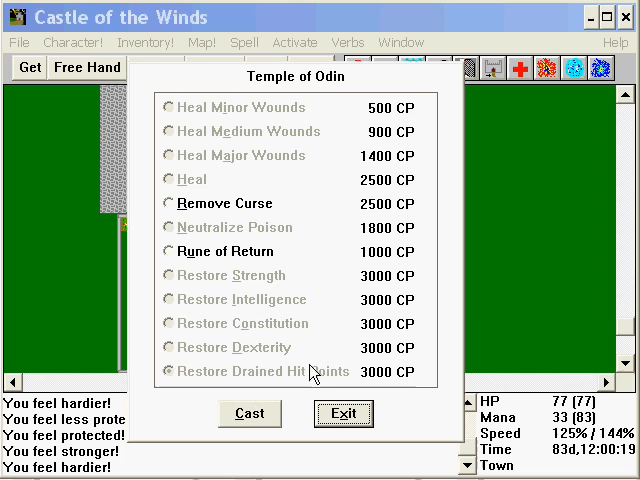 Castle of the Winds
File Character! Inventory! Map! Spell Activate Verbs Window Help
Get Free Hand
Temple of Odin
Heal Minor Wounds 500 CP
Heal Medium Wounds 900 CP
Heal Major Wounds 1400 CP
Heal 2500 CP
Remove Curse 2500 CP
Neutralize Poison 1800 CP
Rune of Return 1000 CP
Restore Strength 3000 CP
Restore Intelligence 3000 CP
Restore Constitution 3000 CP
Restore Dexterity 3000 CP
Restore Drained Hit Points 3000 CP
Cast Exit
You feel hardier!
You feel less prote
You feel protected!
You feel stronger!
You feel hardier!
HP 77 (77)
Mana 33 (83)
Speed 125% / 144%
Time 83d,12:00:19
Town